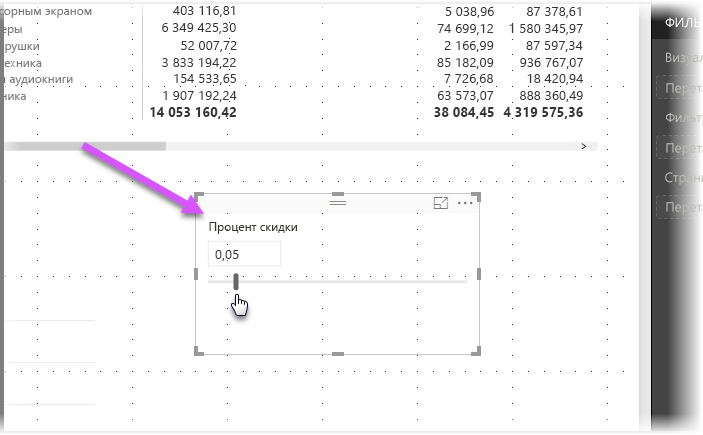 сорным экраном 403 116,81 5 038,96 87 378,61
еры 6 349 425,30 74 699,12 1 580 345,97
рушки 52 007,72 2 166,99 87 597,34
техника 3 833 194,22 85 182,09 936 767,07
и аудиокниги 154 533,65 7 726,68 18 420,94
ника 1 907 192,24 63 573,07 888 360,49
14 053 160,42 38 084,45 4 319 575,36
ФИЛЬ
Визуал
Перета
Фильт
Перета
Страни
Перета
Процент скидки
0,05